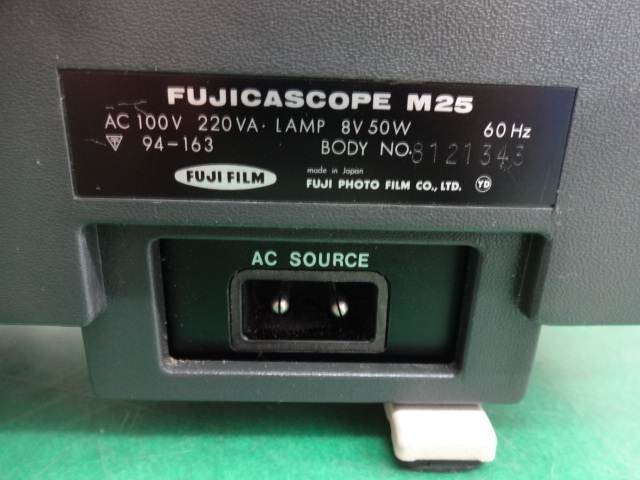 FUJICASCOPE M25
AC 100V 220VA· LAMP 8V 50W 60 Hz
94-163 BODY NO. 8121343
FUJI FILM
made in Japan
FUJI PHOTO FILM CO., LTD. YD
AC SOURCE